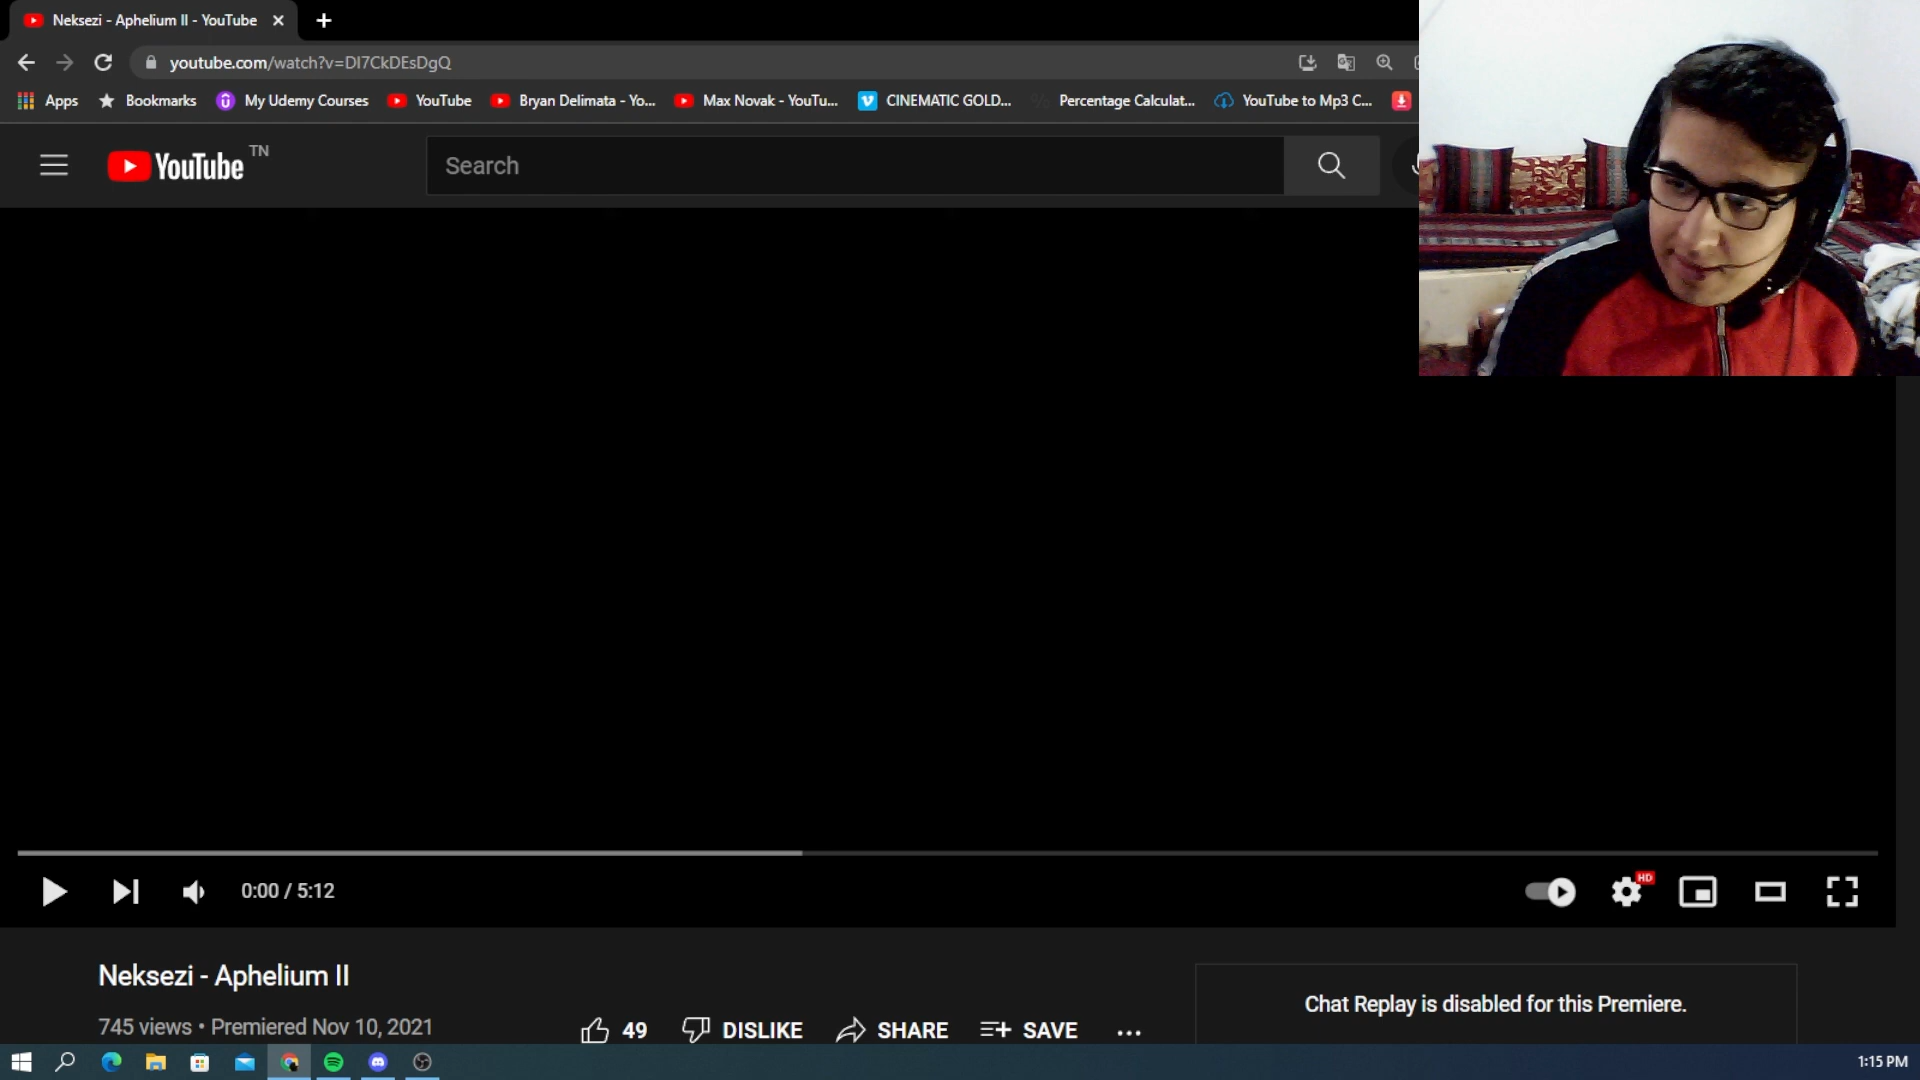 Neksezi - Aphelium II - YouTube
youtube.com/watch?v=DI7CkDEsDgQ
Apps Bookmarks My Udemy Courses YouTube Bryan Delimata - Yo... Max Novak - YouTu... CINEMATIC GOLD... Percentage Calculat... YouTube to Mp3 C...
YouTube TN Search
0:00 / 5:12 HD
Neksezi - Aphelium II
745 views • Premiered Nov 10, 2021
49 DISLIKE SHARE SAVE
Chat Replay is disabled for this Premiere.
1:15 PM